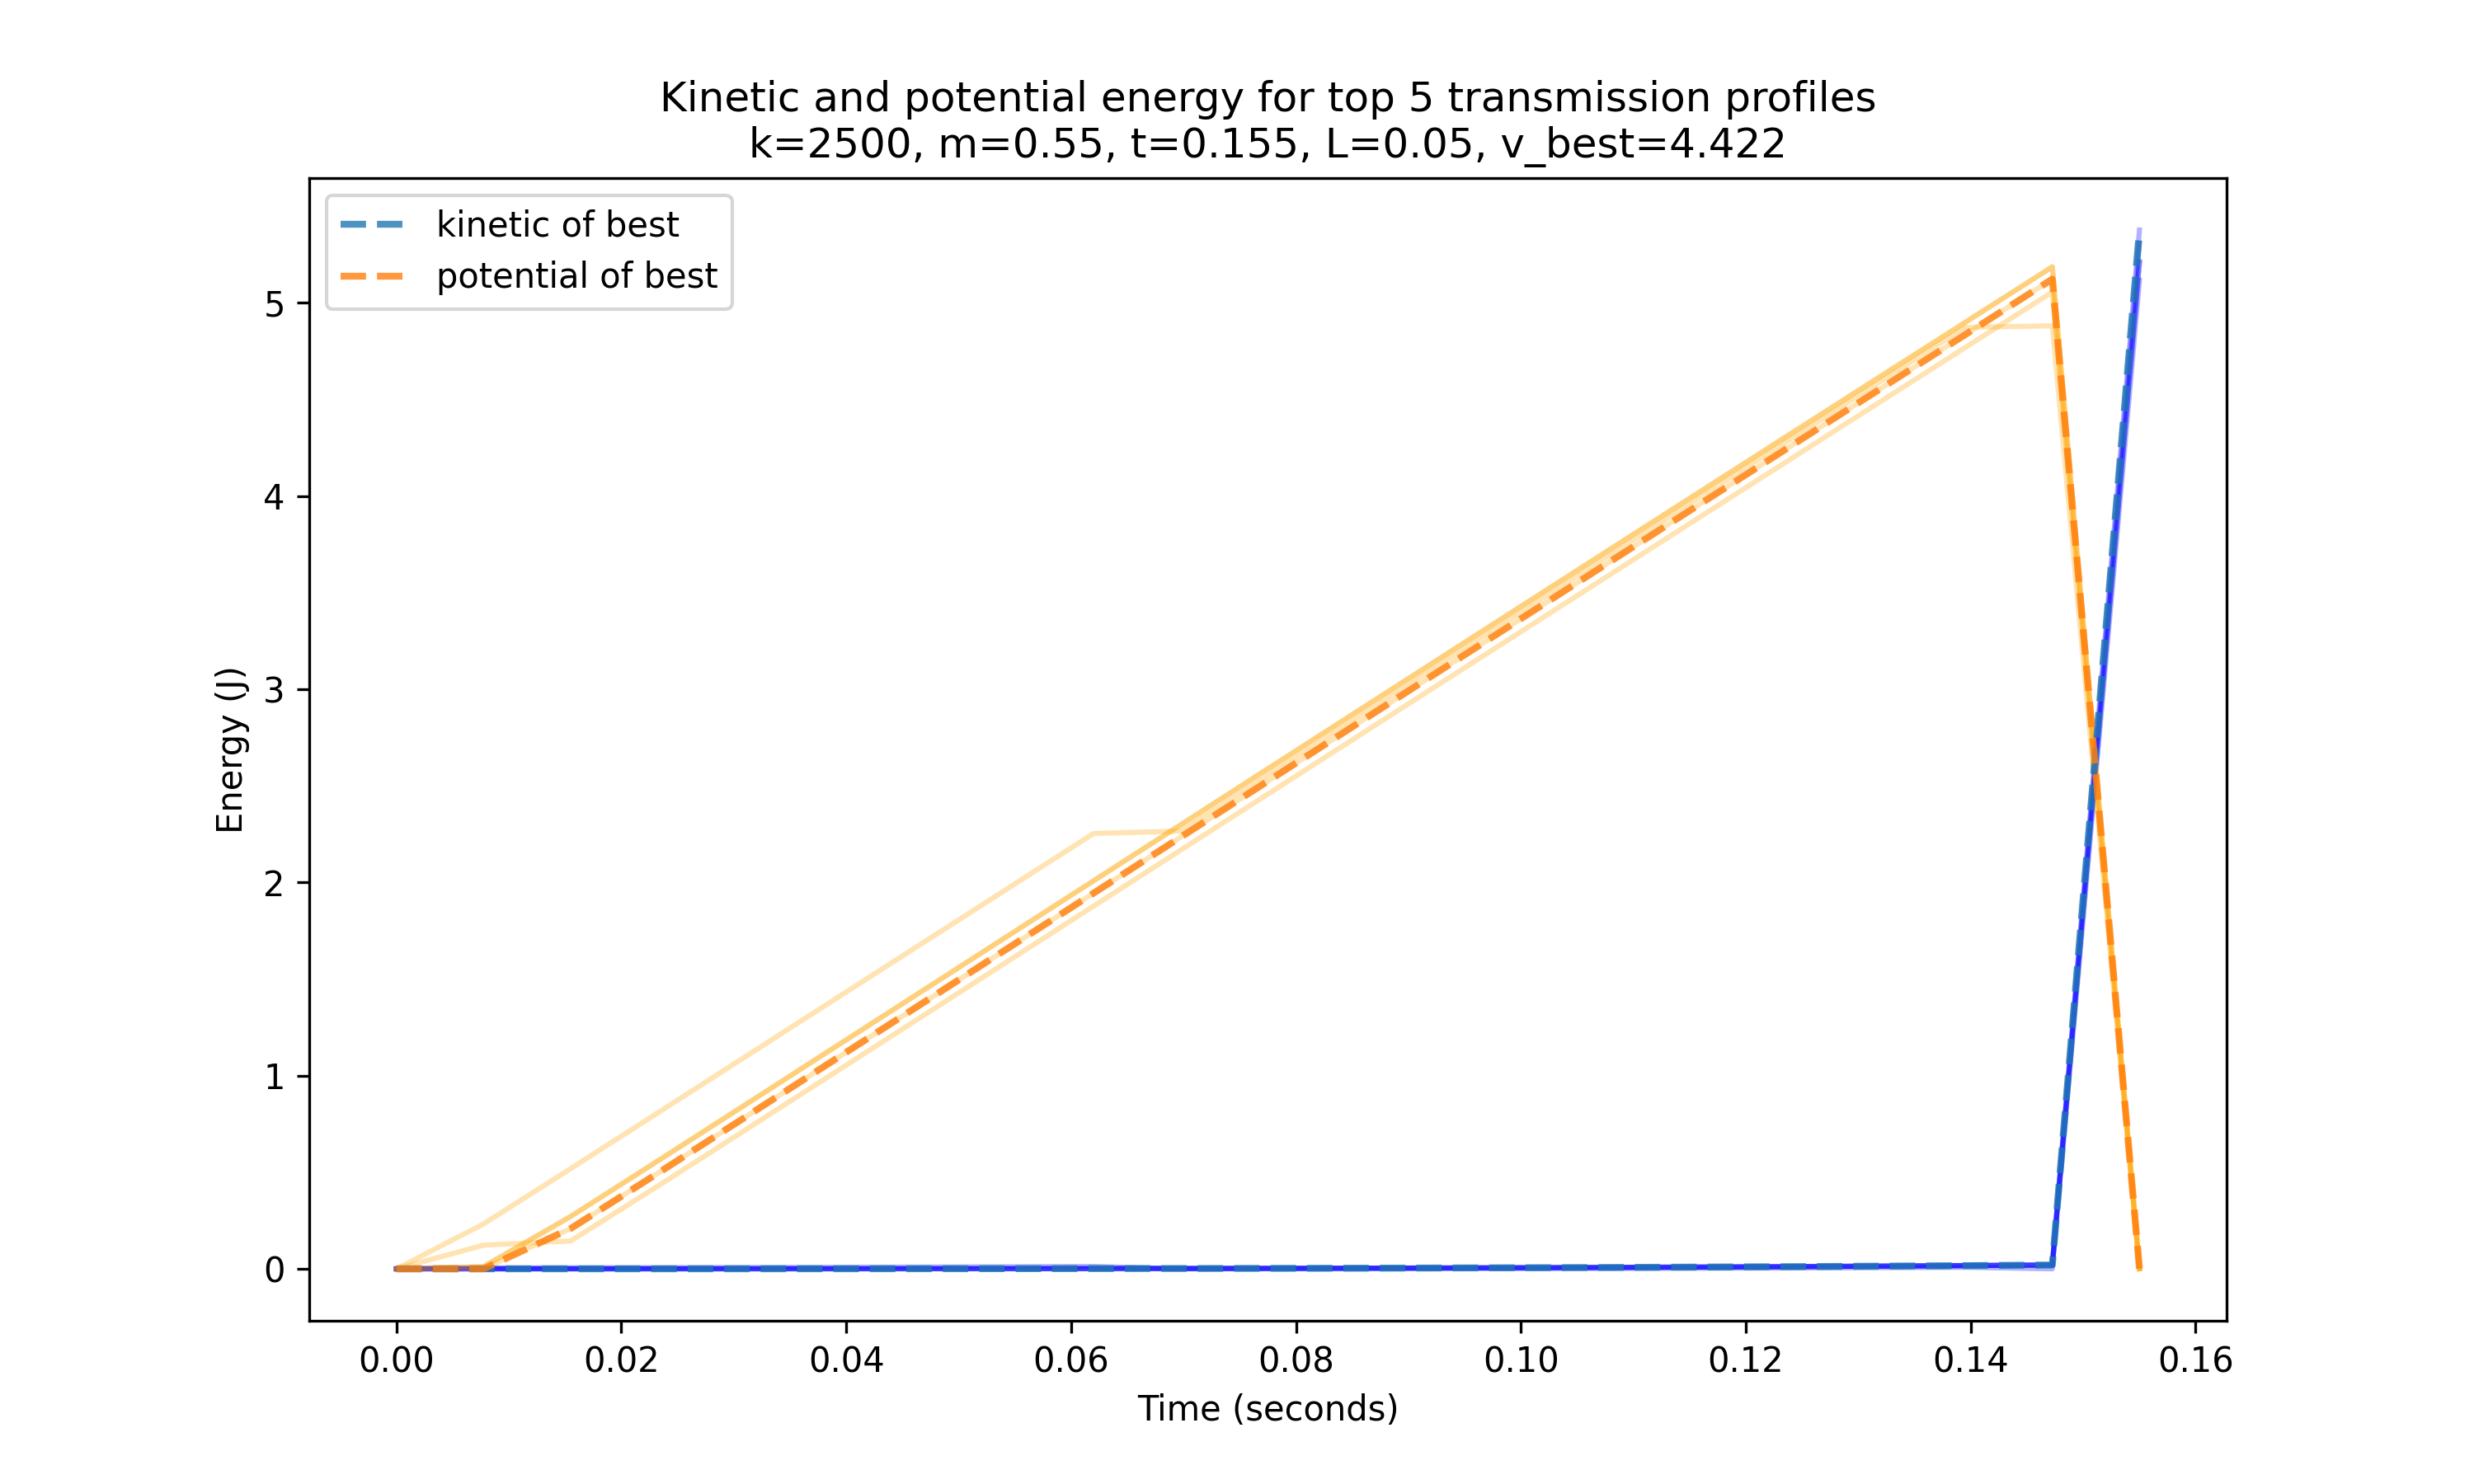 Kinetic and potential energy for top 5 transmission profiles
k=2500, m=0.55, t=0.155, L=0.05, v_best=4.422
kinetic of best
potential of best
Energy (J)
5
4
3
2
1
0
0.00 0.02 0.04 0.06 0.08 0.10 0.12 0.14 0.16
Time (seconds)